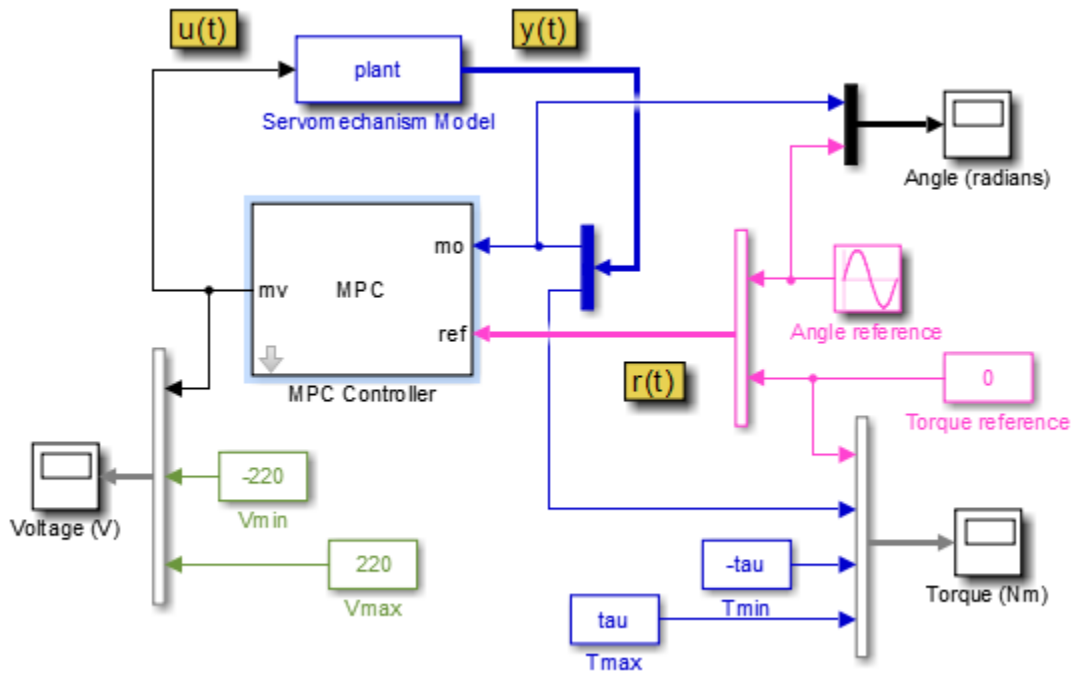 u(t)
y(t)
plant
Servomechanism Model
Angle (radians)
mo
mv
MPC
ref
MPC Controller
Angle reference
r(t)
0
Torque reference
-220
Vmin
Voltage (V)
220
Vmax
-tau
Tmin
Torque (Nm)
tau
Tmax